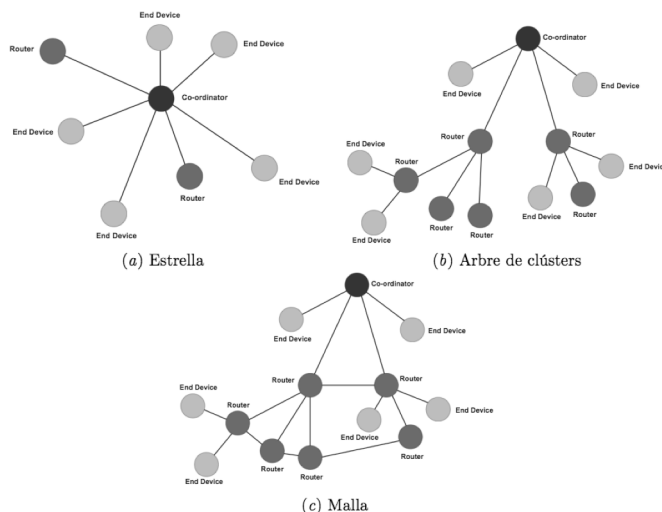 End Device
End Device
Router
Co-ordinator
End Device
End Device
Router
End Device
(a) Estrella
Co-ordinator
End Device
End Device
Router
Router
End Device
Router
End Device
End Device
Router
Router
End Device
Router
End Device
(b) Arbre de clústers
Co-ordinator
End Device
End Device
Router
Router
End Device
Router
End Device
End Device
Router
Router
Router
End Device
(c) Malla